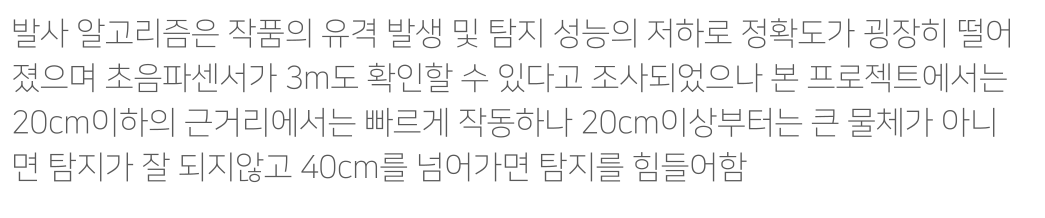 발사 알고리즘은 작품의 유격 발생 및 탐지 성능의 저하로 정확도가 굉장히 떨어
졌으며 초음파센서가 3m도 확인할 수 있다고 조사되었으나 본 프로젝트에서는
20cm이하의 근거리에서는 빠르게 작동하나 20cm이상부터는 큰 물체가 아니
면 탐지가 잘 되지않고 40cm를 넘어가면 탐지를 힘들어함